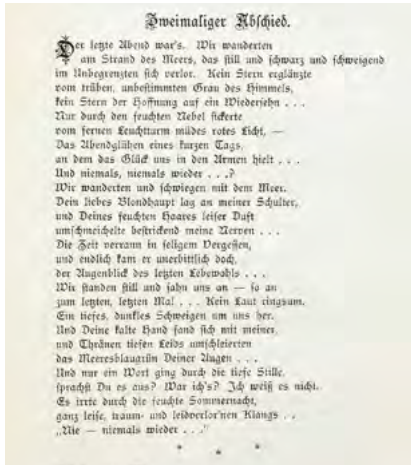 Zweimaliger Abschied.
Der letzte Abend war's. Wir wanderten
am Strand des Meers, das still und schwarz und schweigend
im Unbegrenzten sich verlor. Kein Stern erglänzte
vom trüben, unbestimmten Grau des Himmels,
kein Stern der Hoffnung auf ein Wiedersehn . . .
Nur durch den feuchten Nebel sickerte
vom fernen Leuchtturm müdes rotes Licht, —
Das Abendglühen eines kurzen Tags,
an dem das Glück uns in den Armen hielt . . .
Und niemals, niemals wieder . . .?
Wir wanderten und schwiegen mit dem Meer.
Dein liebes Blondhaupt lag an meiner Schulter,
und Deines feuchten Haares leiser Duft
umschmeichelte bestrickend meine Nerven . . .
Die Zeit verrann in seligem Vergessen,
und endlich kam er unerbittlich doch,
der Augenblick des letzten Lebewohls . . .
Wir standen still und sahn uns an — so an
zum letzten, letzten Mal . . . Kein Laut ringsum.
Ein tiefes, dunkles Schweigen um uns her.
Und Deine kalte Hand fand sich mit meiner,
und Thränen tiefen Leids umschleierten
das Meeresblaugrün Deiner Augen . . .
Und nur ein Wort ging durch die tiefe Stille.
sprachst Du es aus? War ich's? Ich weiß es nicht.
Es irrte durch die feuchte Sommernacht,
ganz leise, traum- und leidverlor'nen Klangs . .
„Nie — niemals wieder . . ."
* * *